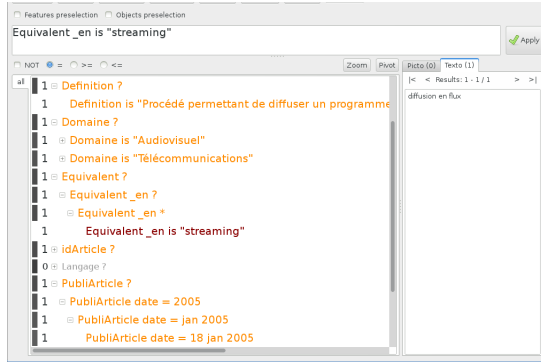 Features preselection Objects preselection
Equivalent _en is "streaming"
Apply
NOT = >= <= Zoom Pivot Picto (0) Texto (1)
all
|< < Results: 1 - 1 / 1 > >|
diffusion en flux
1 Definition ?
1 Definition is "Procédé permettant de diffuser un programme
1 Domaine ?
1 Domaine is "Audiovisuel"
1 Domaine is "Télécommunications"
1 Equivalent ?
1 Equivalent _en ?
1 Equivalent _en *
1 Equivalent _en is "streaming"
1 idArticle ?
0 Langage ?
1 PubliArticle ?
1 PubliArticle date = 2005
1 PubliArticle date = jan 2005
1 PubliArticle date = 18 jan 2005